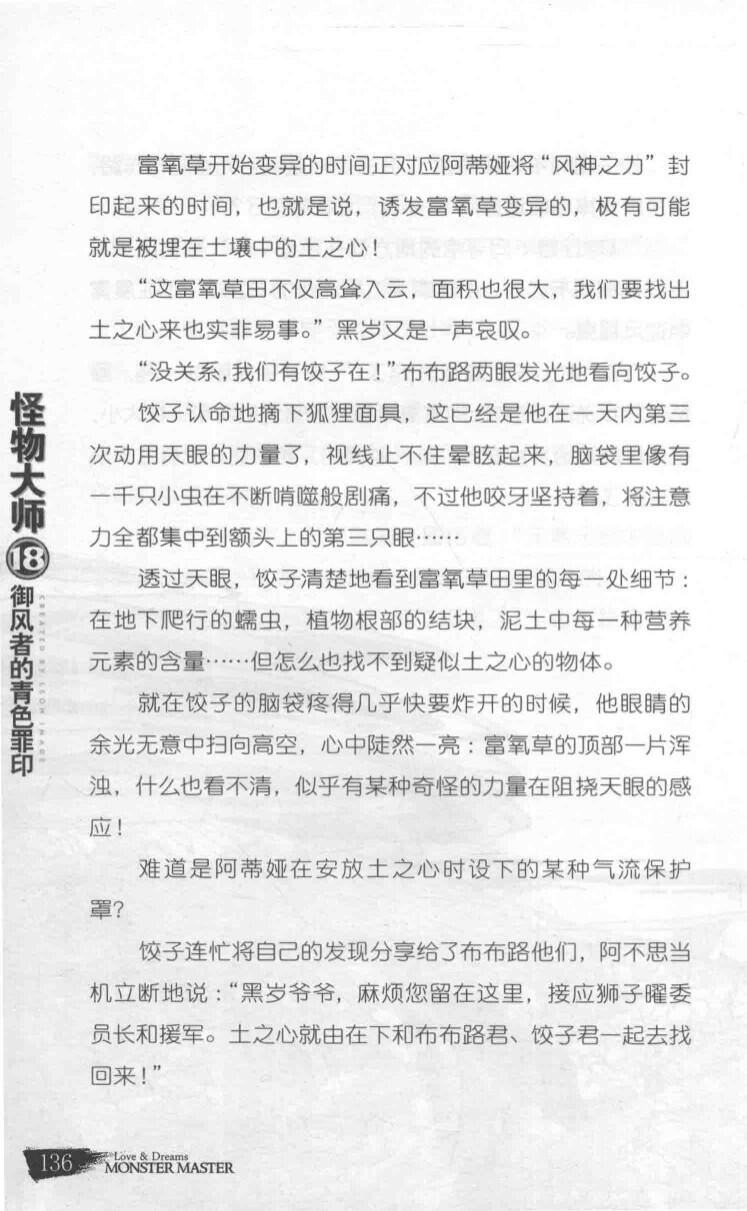 富氧草开始变异的时间正对应阿蒂娅将“风神之力”封
印起来的时间，也就是说，诱发富氧草变异的，极有可能
就是被埋在土壤中的土之心！
“这富氧草田不仅高耸入云，面积也很大，我们要找出
土之心来也实非易事。”黑岁又是一声哀叹。
“没关系，我们有饺子在！”布布路两眼发光地看向饺子。
饺子认命地摘下狐狸面具，这已经是他在一天内第三
次动用天眼的力量了，视线止不住晕眩起来，脑袋里像有
一千只小虫在不断啃噬般剧痛，不过他咬牙坚持着，将注意
力全都集中到额头上的第三只眼……
透过天眼，饺子清楚地看到富氧草田里的每一处细节：
在地下爬行的蠕虫，植物根部的结块，泥土中每一种营养
元素的含量……但怎么也找不到疑似土之心的物体。
就在饺子的脑袋疼得几乎快要炸开的时候，他眼睛的
余光无意中扫向高空，心中陡然一亮：富氧草的顶部一片浑
浊，什么也看不清，似乎有某种奇怪的力量在阻挠天眼的感
应！
难道是阿蒂娅在安放土之心时设下的某种气流保护
罩？
饺子连忙将自己的发现分享给了布布路他们，阿不思当
机立断地说：“黑岁爷爷，麻烦您留在这里，接应狮子曜委
员长和援军。土之心就由在下和布布路君、饺子君一起去找
回来！”
怪物大师⑱御风者的青色罪印
CREATED BY LEON IMAGE
136
Love & Dreams
MONSTER MASTER